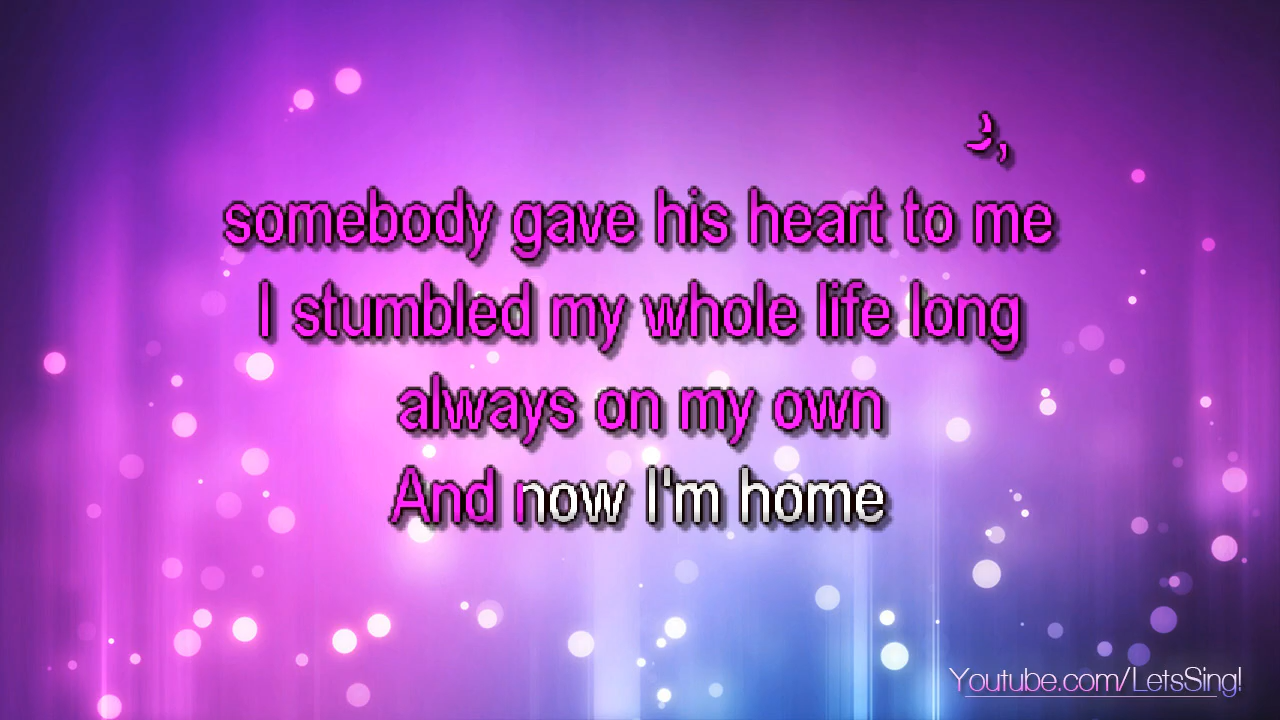 somebody gave his heart to me
I stumbled my whole life long
always on my own
And now I'm home
Youtube.com/LetsSing!